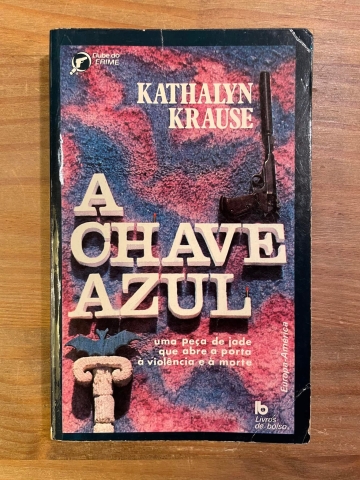 Clube do
CRIME
KATHALYN
KRAUSE
A
CHAVE
AZUL
uma peça de jade
que abre a porta
à violência e à morte
Europa-América
lb
Livros
de bolso